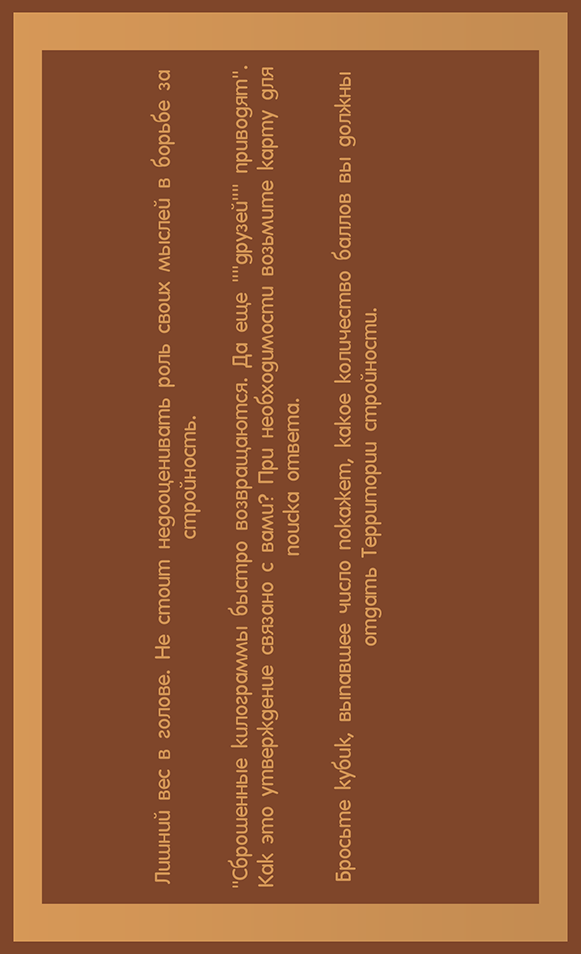 Лишний вес в голове. Не стоит недооценивать роль своих мыслей в борьбе за
стройность.
"Сброшенные килограммы быстро возвращаются. Да еще ""друзей"" приводят".
Как это утверждение связано с вами? При необходимости возьмите карту для
поиска ответа.
Бросьте кубик, выпавшее число покажет, какое количество баллов вы должны
отдать Территории стройности.